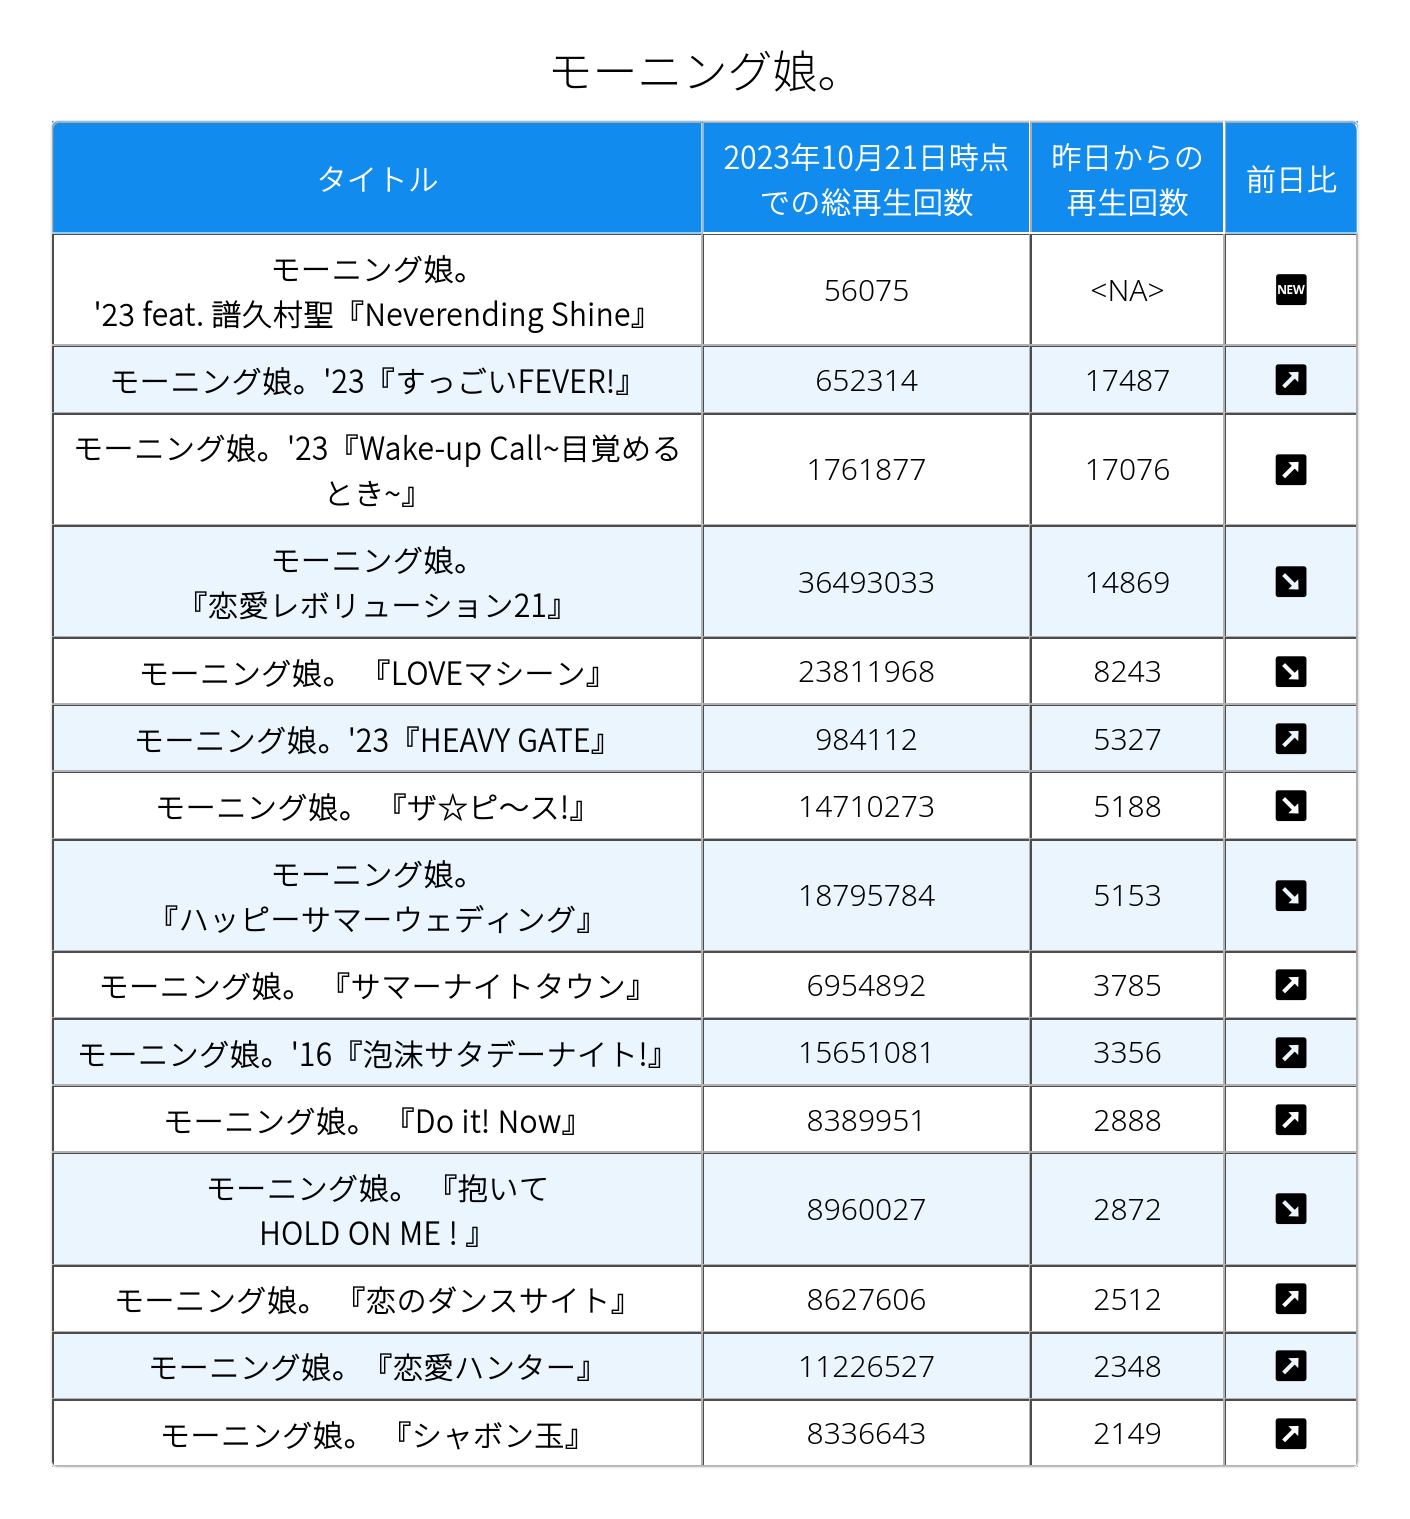 モーニング娘。
タイトル
2023年10月21日時点
での総再生回数
昨日からの
再生回数
前日比
モーニング娘。
'23 feat. 譜久村聖『Neverending Shine』
56075
<NA>
NEW
モーニング娘。'23『すっごいFEVER!』
652314
17487
モーニング娘。'23『Wake-up Call~目覚める
とき~』
1761877
17076
モーニング娘。
『恋愛レボリューション21』
36493033
14869
モーニング娘。 『LOVEマシーン』
23811968
8243
モーニング娘。'23『HEAVY GATE』
984112
5327
モーニング娘。 『ザ☆ピ〜ス!』
14710273
5188
モーニング娘。
『ハッピーサマーウェディング』
18795784
5153
モーニング娘。 『サマーナイトタウン』
6954892
3785
モーニング娘。'16『泡沫サタデーナイト!』
15651081
3356
モーニング娘。 『Do it! Now』
8389951
2888
モーニング娘。 『抱いて
HOLD ON ME ! 』
8960027
2872
モーニング娘。 『恋のダンスサイト』
8627606
2512
モーニング娘。『恋愛ハンター』
11226527
2348
モーニング娘。 『シャボン玉』
8336643
2149